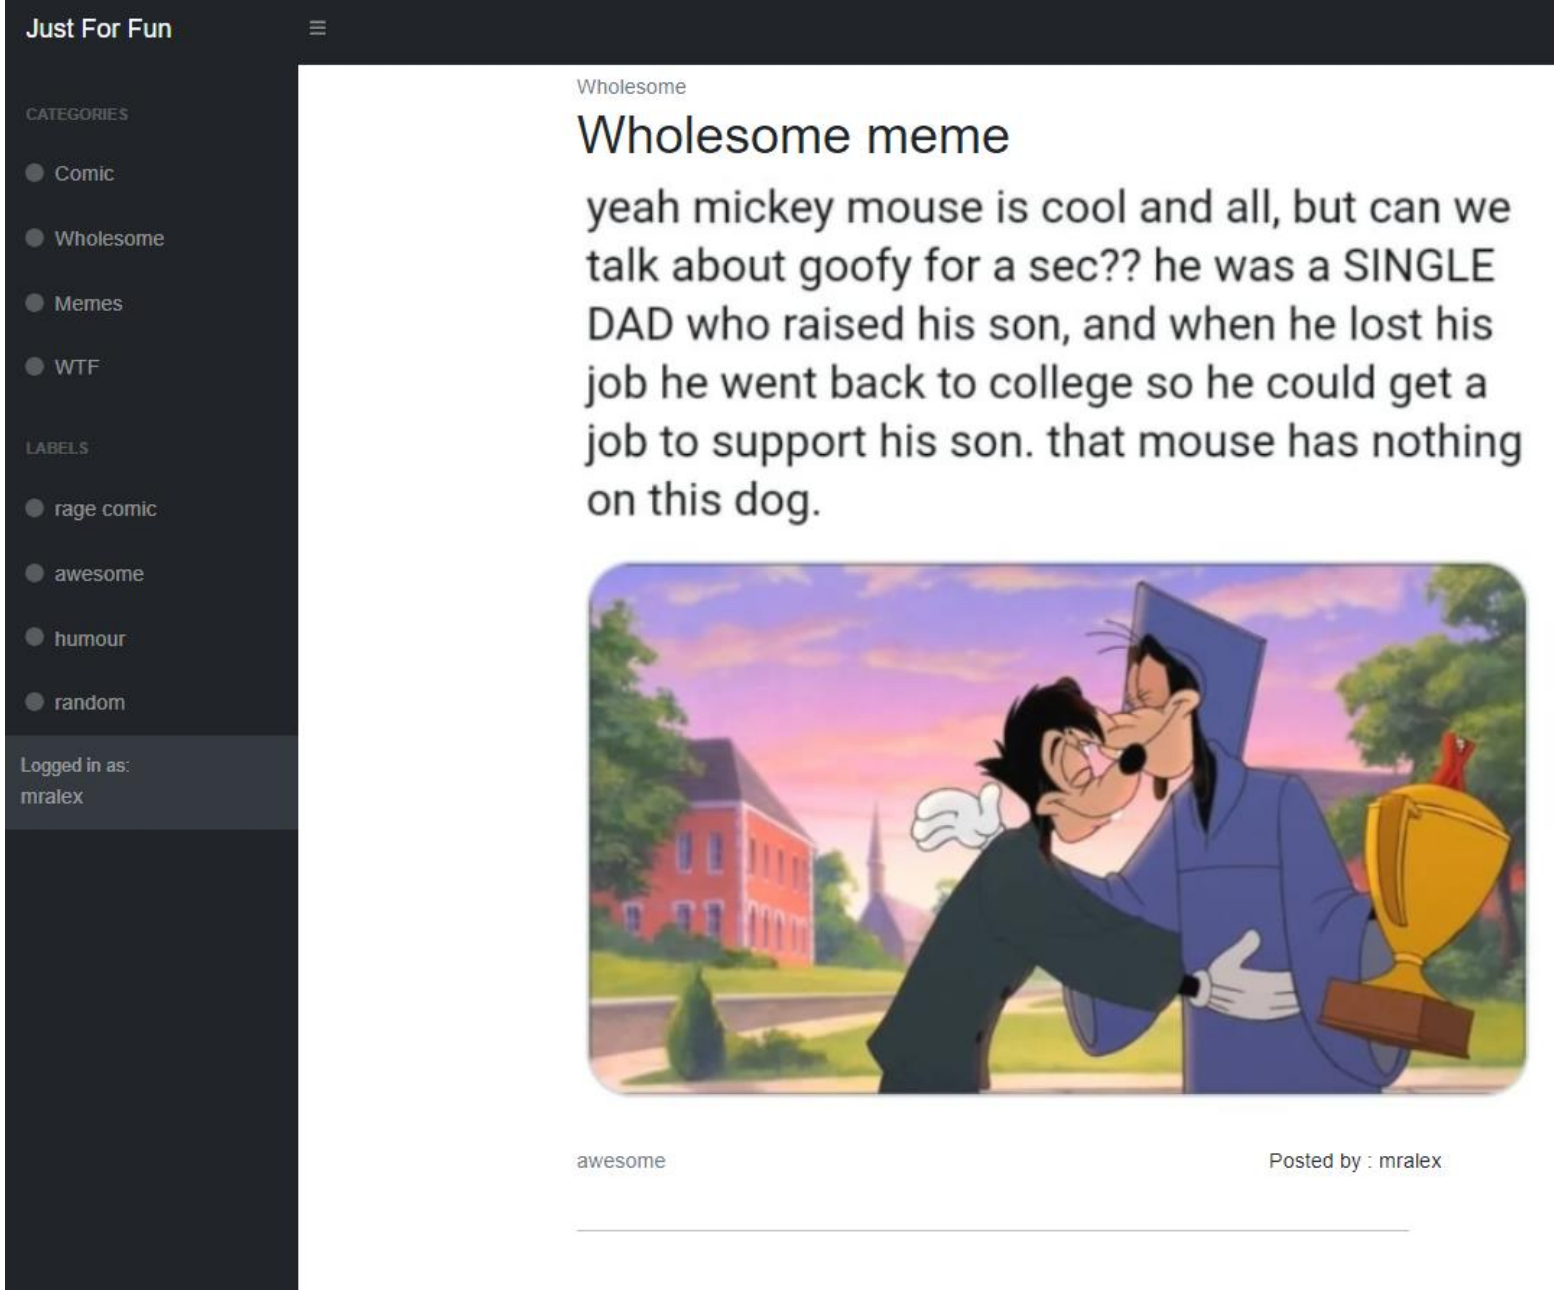 Just For Fun
CATEGORIES
Comic
Wholesome
Memes
WTF
LABELS
rage comic
awesome
humour
random
Logged in as:
mralex
Wholesome
Wholesome meme
yeah mickey mouse is cool and all, but can we
talk about goofy for a sec?? he was a SINGLE
DAD who raised his son, and when he lost his
job he went back to college so he could get a
job to support his son. that mouse has nothing
on this dog.
awesome
Posted by : mralex